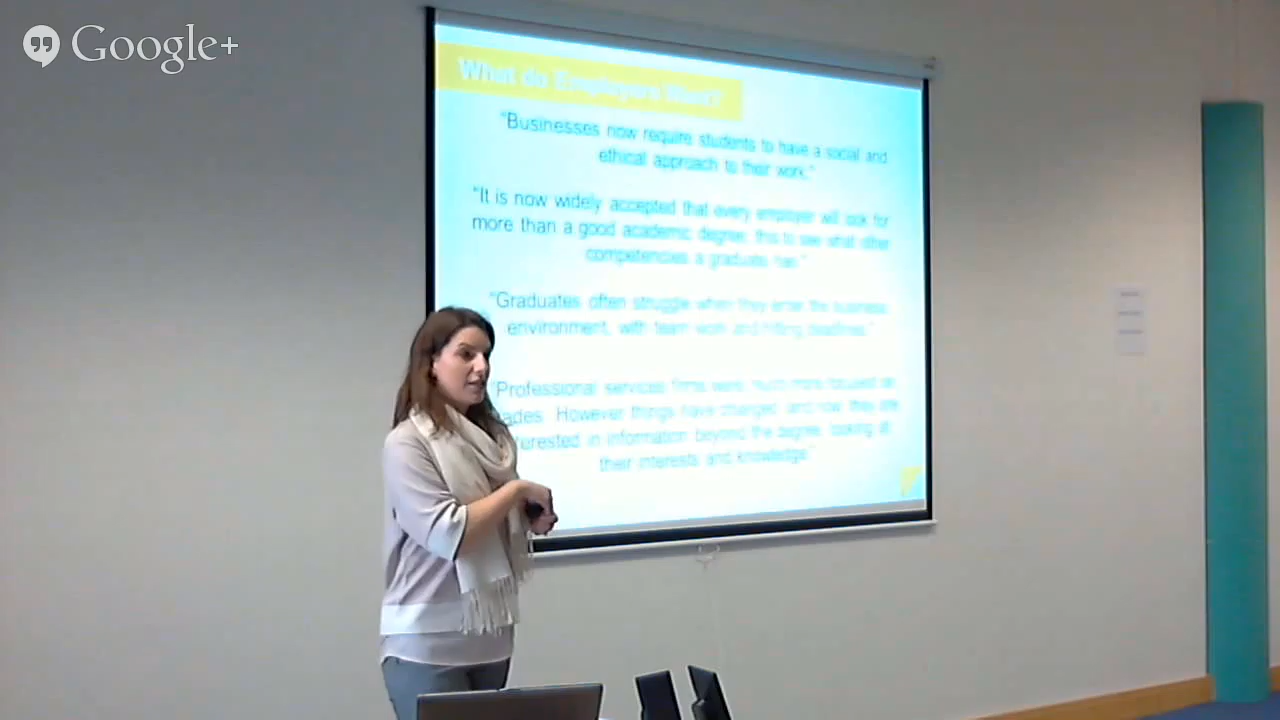 Google+
What do Employers Want?
"Businesses now require students to have a social and
ethical approach to their work."
"It is now widely accepted that every employer will look for
more than a good academic degree; this to see what other
competencies a graduate has."
"Graduates often struggle when they enter the business
environment, with team work and hitting deadlines."
"Professional services firms were much more focused on
ades. However things have changed and now they are
terested in information beyond the degree, looking at
their interests and knowledge"